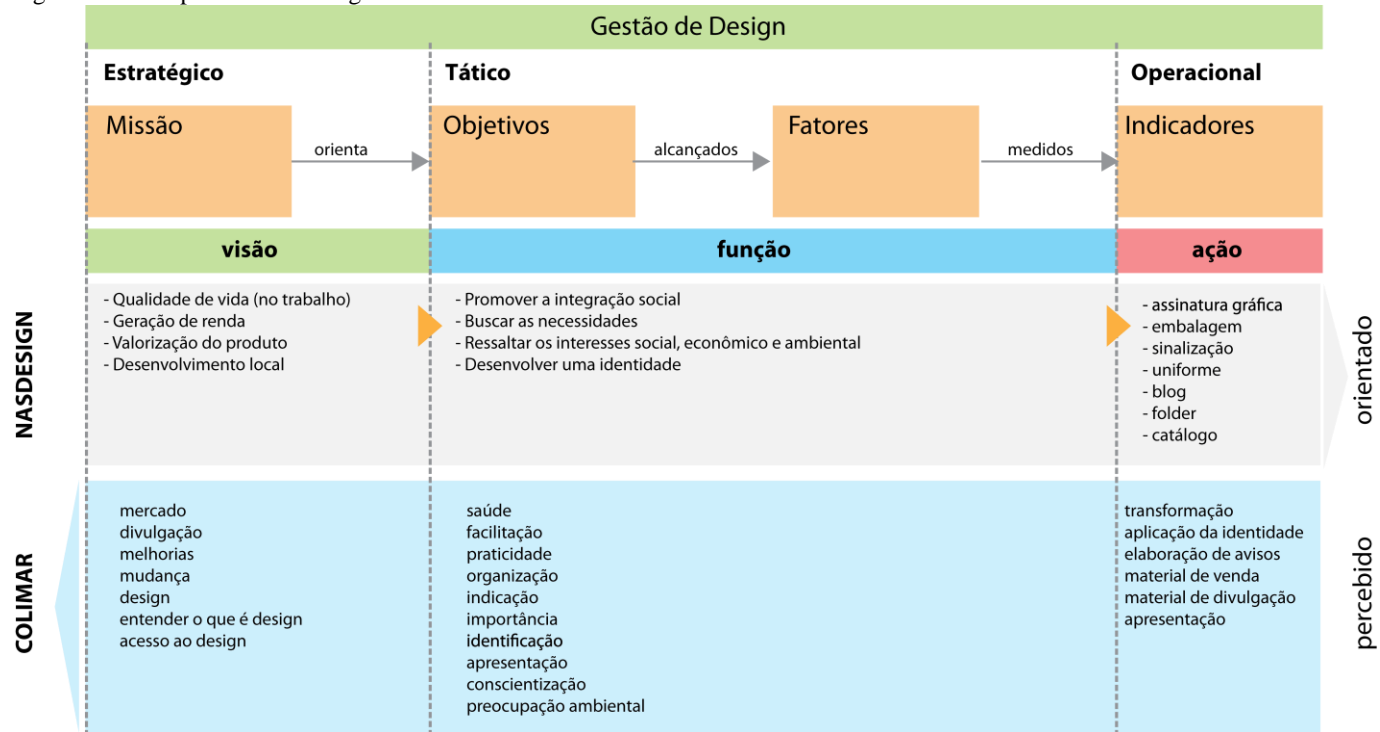 Gestão de Design
Estratégico
Tático
Operacional
Missão
orienta
Objetivos
alcançados
Fatores
medidos
Indicadores
visão
função
ação
NASDESIGN
- Qualidade de vida (no trabalho)
- Geração de renda
- Valorização do produto
- Desenvolvimento local
- Promover a integração social
- Buscar as necessidades
- Ressaltar os interesses social, econômico e ambiental
- Desenvolver uma identidade
- assinatura gráfica
- embalagem
- sinalização
- uniforme
- blog
- folder
- catálogo
orientado
COLIMAR
mercado
divulgação
melhorias
mudança
design
entender o que é design
acesso ao design
saúde
facilitação
praticidade
organização
indicação
importância
identificação
apresentação
conscientização
preocupação ambiental
transformação
aplicação da identidade
elaboração de avisos
material de venda
material de divulgação
apresentação
percebido